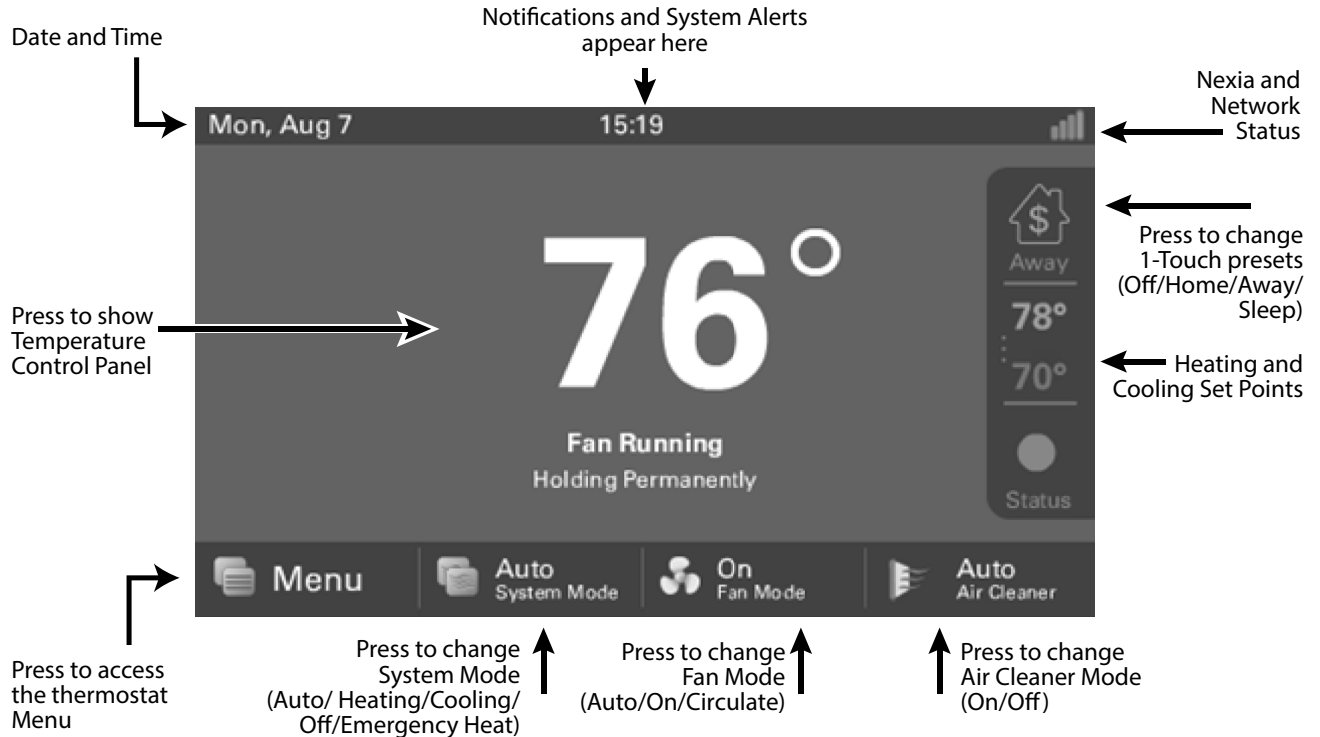 Notifications and System Alerts
appear here
Date and Time
Nexia and
Network
Status
Mon, Aug 7
15:19
Press to change
1-Touch presets
(Off/Home/Away/
Sleep)
$
Away
78°
70°
Heating and
Cooling Set Points
Status
Press to show
Temperature
Control Panel
76°
Fan Running
Holding Permanently
Menu
Auto
System Mode
On
Fan Mode
Auto
Air Cleaner
Press to access
the thermostat
Menu
Press to change
System Mode
(Auto/ Heating/Cooling/
Off/Emergency Heat)
Press to change
Fan Mode
(Auto/On/Circulate)
Press to change
Air Cleaner Mode
(On/Off)